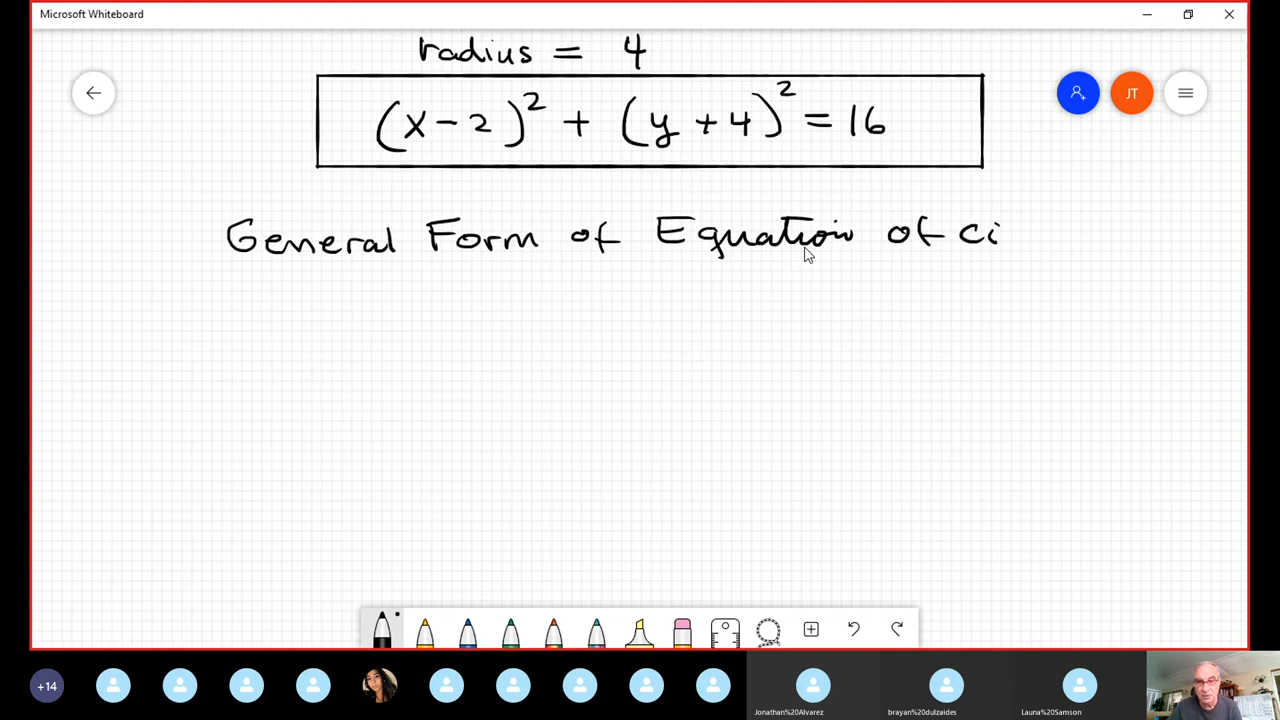 Microsoft Whiteboard
radius = 4
(x-2)² + (y+4)² = 16
JT
General Form of Equation of Ci
+14
Jonathan%20Alvarez
brayan%20dulzaides
Launa%20Samson